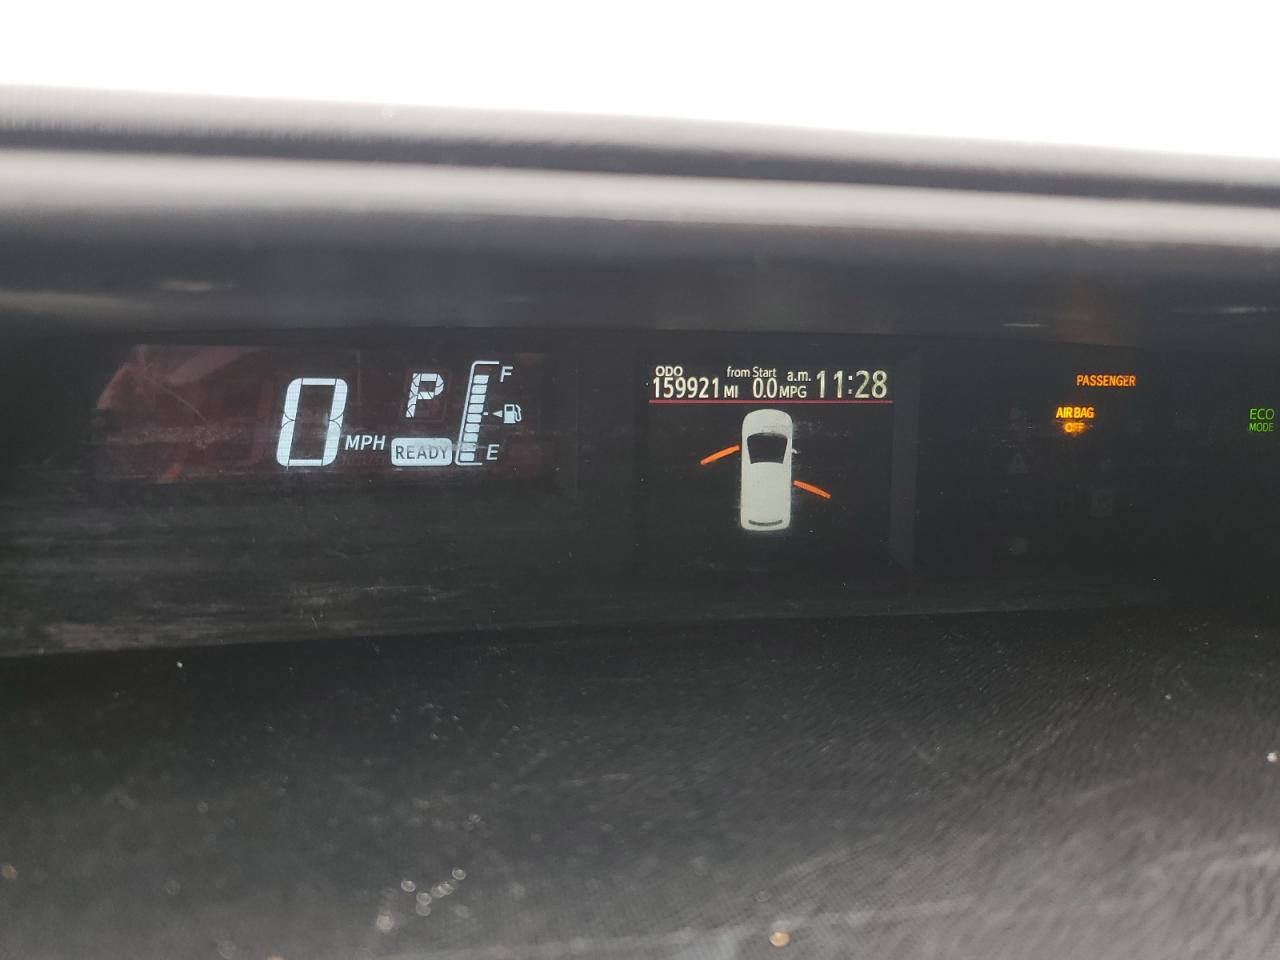 0 MPH
P
READY
F
E
ODO from Start a.m. 11:28
159921 MI 0.0 MPG
PASSENGER
AIR BAG
OFF
ECO
MODE